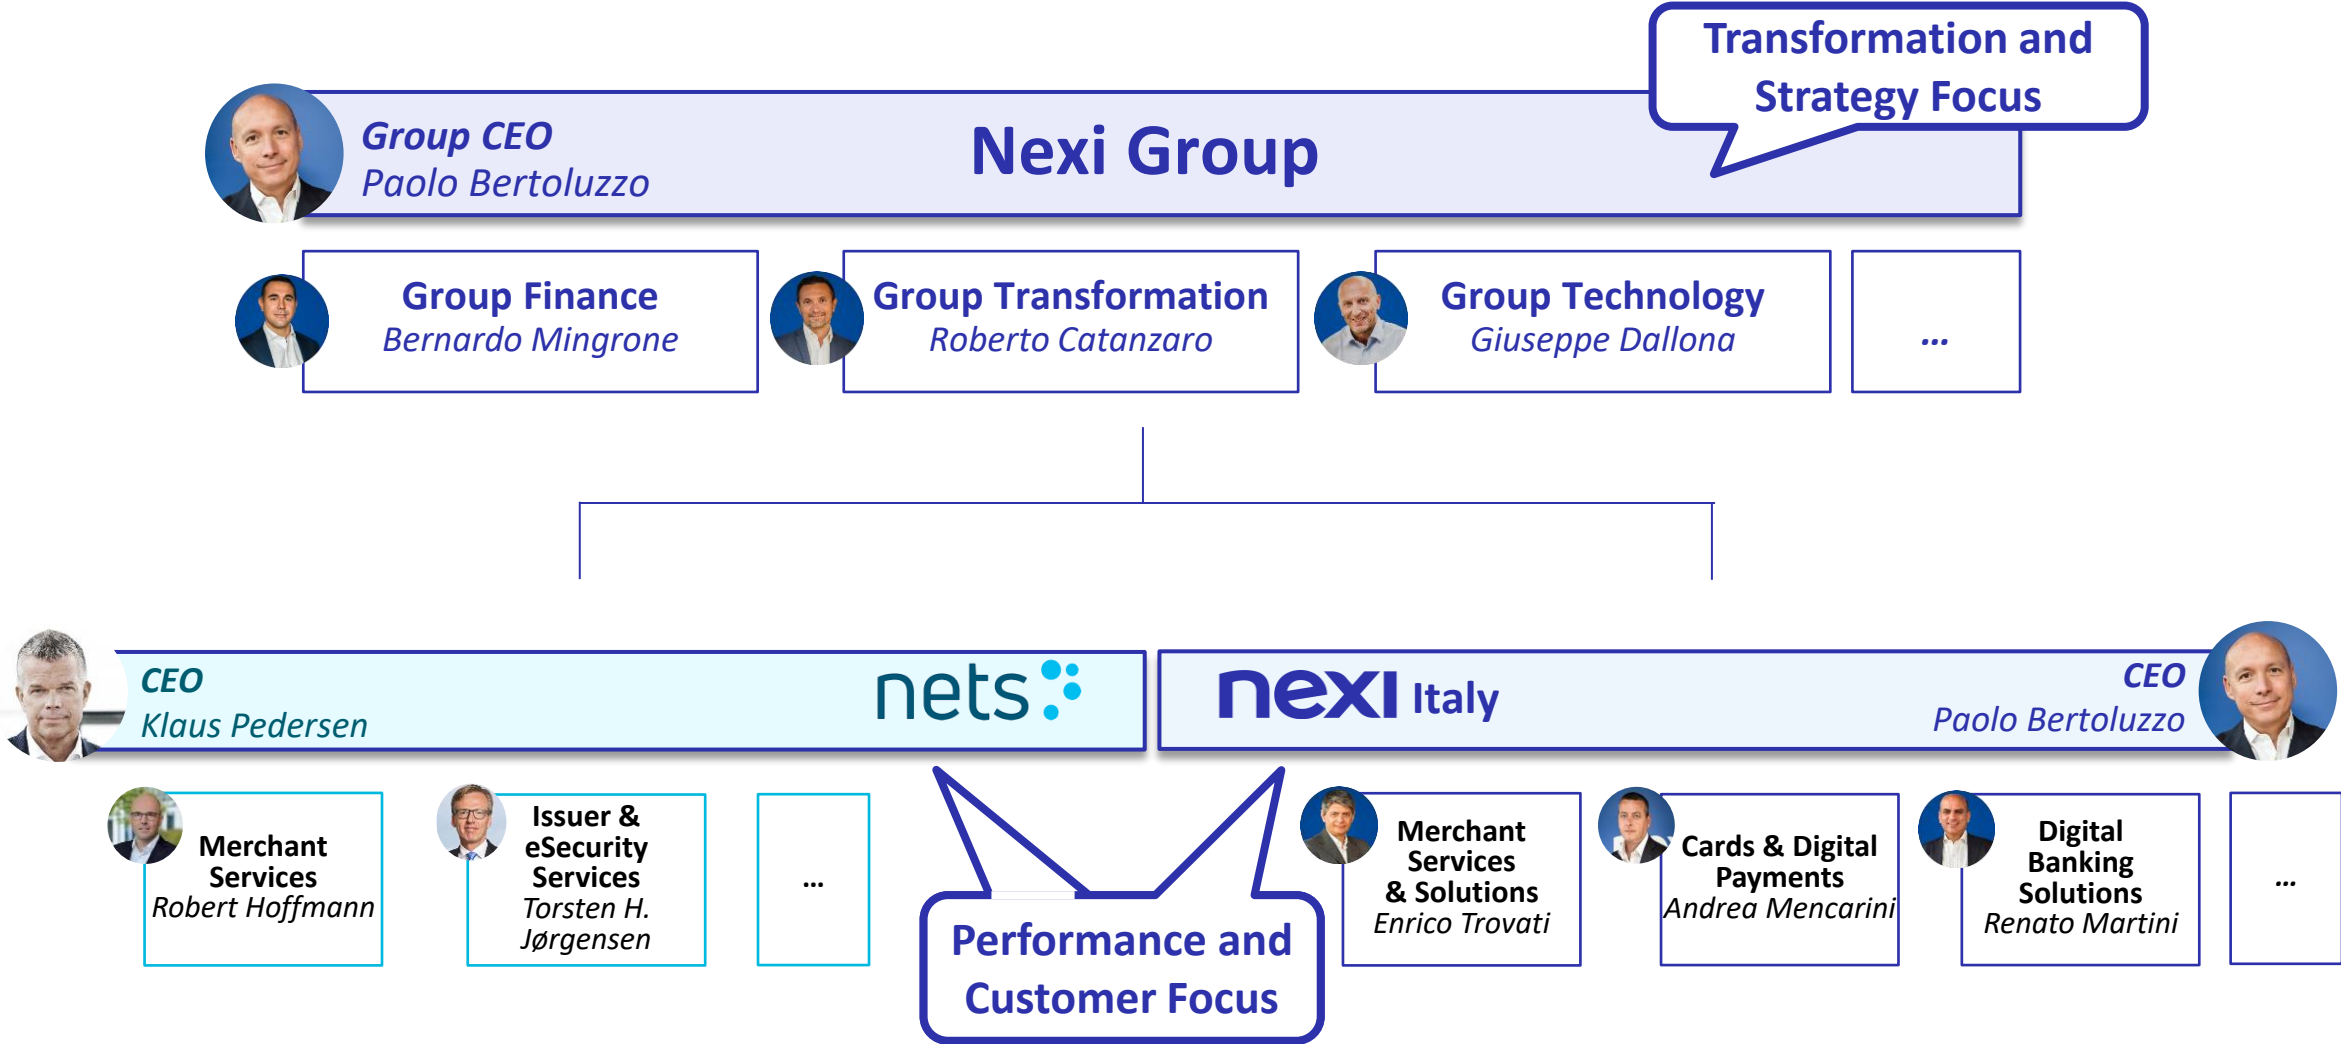 Transformation and
Strategy Focus
Group CEO
Paolo Bertoluzzo
Nexi Group
Group Finance
Bernardo Mingrone
Group Transformation
Roberto Catanzaro
Group Technology
Giuseppe Dallona
...
CEO
Klaus Pedersen
nets
nexi Italy
CEO
Paolo Bertoluzzo
Merchant
Services
Robert Hoffmann
Issuer &
eSecurity
Services
Torsten H.
Jørgensen
...
Performance and
Customer Focus
Merchant
Services
& Solutions
Enrico Trovati
Cards & Digital
Payments
Andrea Mencarini
Digital
Banking
Solutions
Renato Martini
...